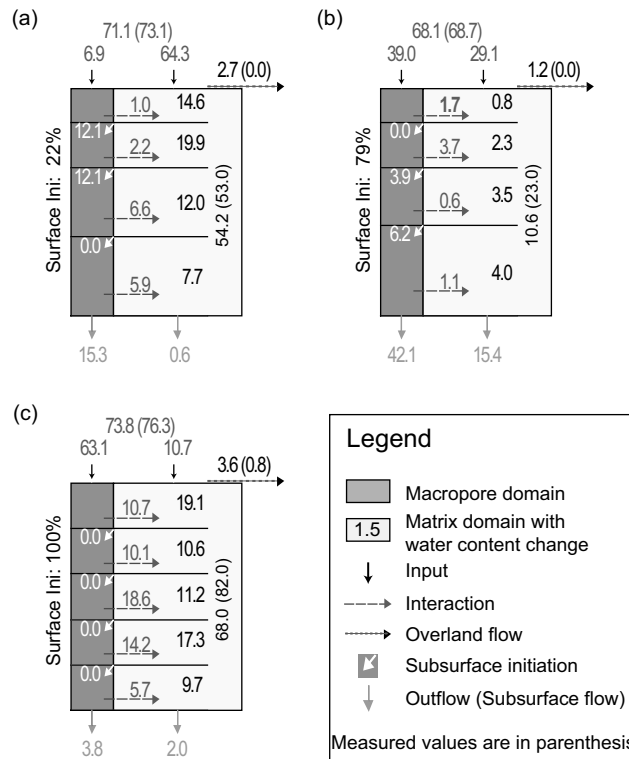 (a)
71.1 (73.1)
6.9 64.3
2.7 (0.0)
Surface Ini: 22%
1.0 14.6
12.1
2.2 19.9
12.1
6.6 12.0
0.0
5.9 7.7
54.2 (53.0)
15.3 0.6
(b)
68.1 (68.7)
39.0 29.1
1.2 (0.0)
Surface Ini: 79%
1.7 0.8
0.0
3.7 2.3
3.9
0.6 3.5
6.2
1.1 4.0
10.6 (23.0)
42.1 15.4
(c)
73.8 (76.3)
63.1 10.7
3.6 (0.8)
Surface Ini: 100%
10.7 19.1
0.0
10.1 10.6
0.0
18.6 11.2
0.0
14.2 17.3
0.0
5.7 9.7
68.0 (82.0)
3.8 2.0
Legend
Macropore domain
1.5 Matrix domain with
water content change
Input
Interaction
Overland flow
Subsurface initiation
Outflow (Subsurface flow)
Measured values are in parenthesis